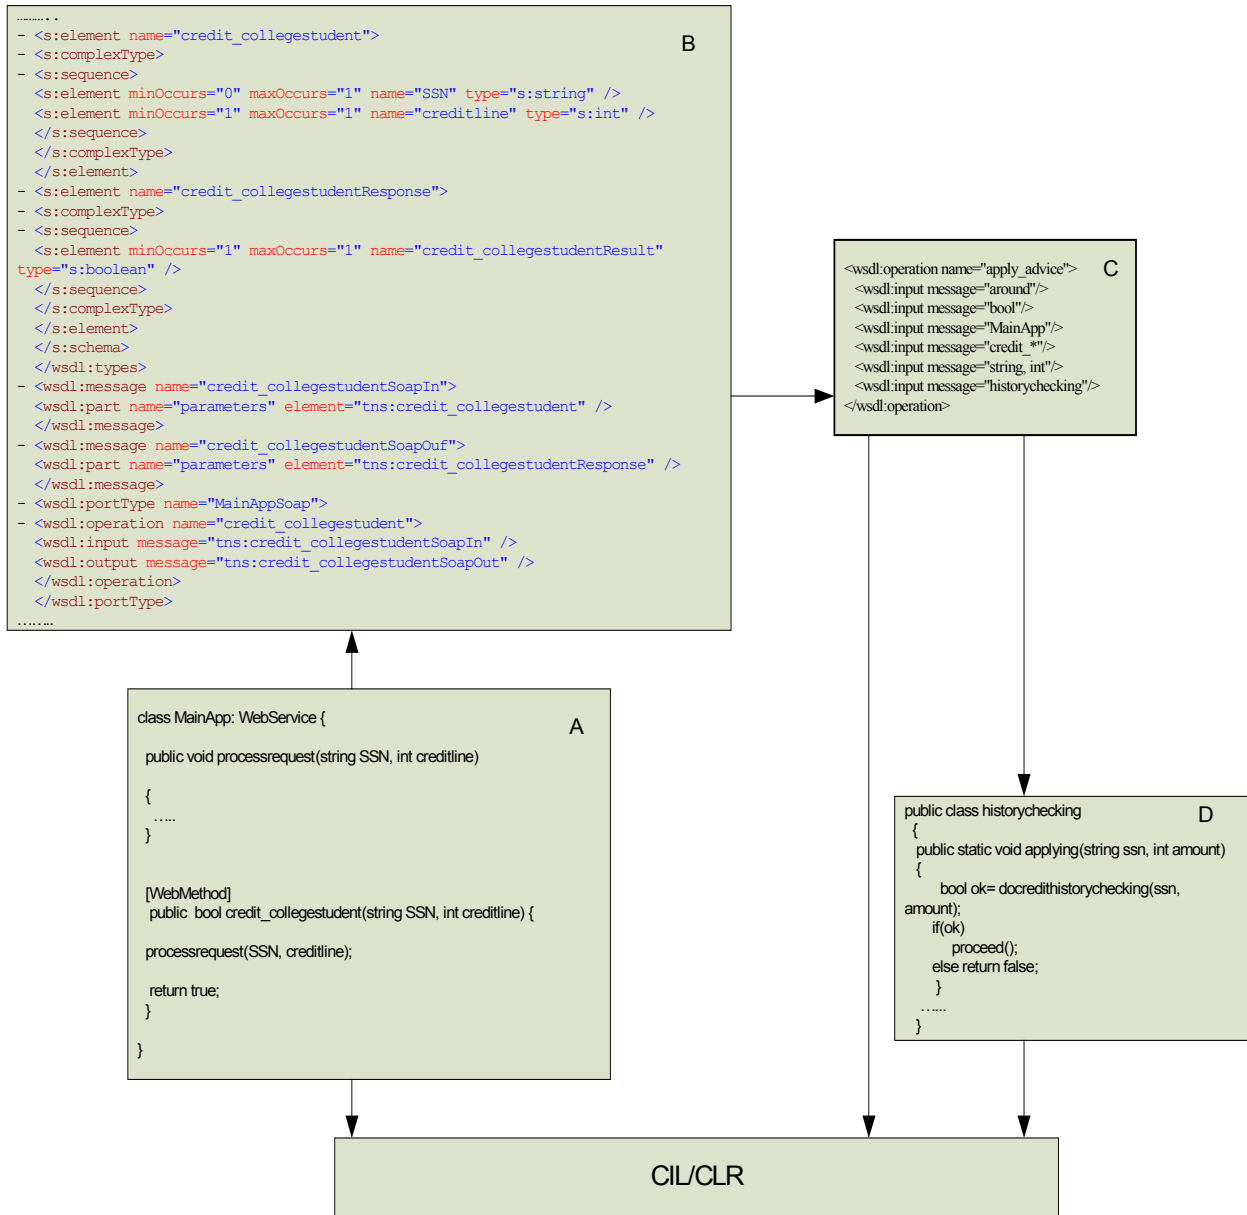 ………..
- <s:element name="credit_collegestudent">
B
- <s:complexType>
- <s:sequence>
<s:element minOccurs="0" maxOccurs="1" name="SSN" type="s:string" />
<s:element minOccurs="1" maxOccurs="1" name="creditline" type="s:int" />
</s:sequence>
</s:complexType>
</s:element>
- <s:element name="credit_collegestudentResponse">
- <s:complexType>
- <s:sequence>
<s:element minOccurs="1" maxOccurs="1" name="credit_collegestudentResult"
type="s:boolean" />
</s:sequence>
</s:complexType>
</s:element>
</s:schema>
</wsdl:types>
- <wsdl:message name="credit_collegestudentSoapIn">
<wsdl:part name="parameters" element="tns:credit_collegestudent" />
</wsdl:message>
- <wsdl:message name="credit_collegestudentSoapOuf">
<wsdl:part name="parameters" element="tns:credit_collegestudentResponse" />
</wsdl:message>
- <wsdl:portType name="MainAppSoap">
- <wsdl:operation name="credit_collegestudent">
<wsdl:input message="tns:credit_collegestudentSoapIn" />
<wsdl:output message="tns:credit_collegestudentSoapOut" />
</wsdl:operation>
</wsdl:portType>
……..
C
<wsdl:operation name="apply_advice">
<wsdl:input message="around"/>
<wsdl:input message="bool"/>
<wsdl:input message="MainApp"/>
<wsdl:input message="credit_*"/>
<wsdl:input message="string, int"/>
<wsdl:input message="historychecking"/>
</wsdl:operation>
A
class MainApp: WebService {
public void processrequest(string SSN, int creditline)
{
…..
}
[WebMethod]
public bool credit_collegestudent(string SSN, int creditline) {
processrequest(SSN, creditline);
return true;
}
}
D
public class historychecking
{
public static void applying(string ssn, int amount)
{
bool ok= docredithistorychecking(ssn,
amount);
if(ok)
proceed();
else return false;
}
…...
}
CIL/CLR